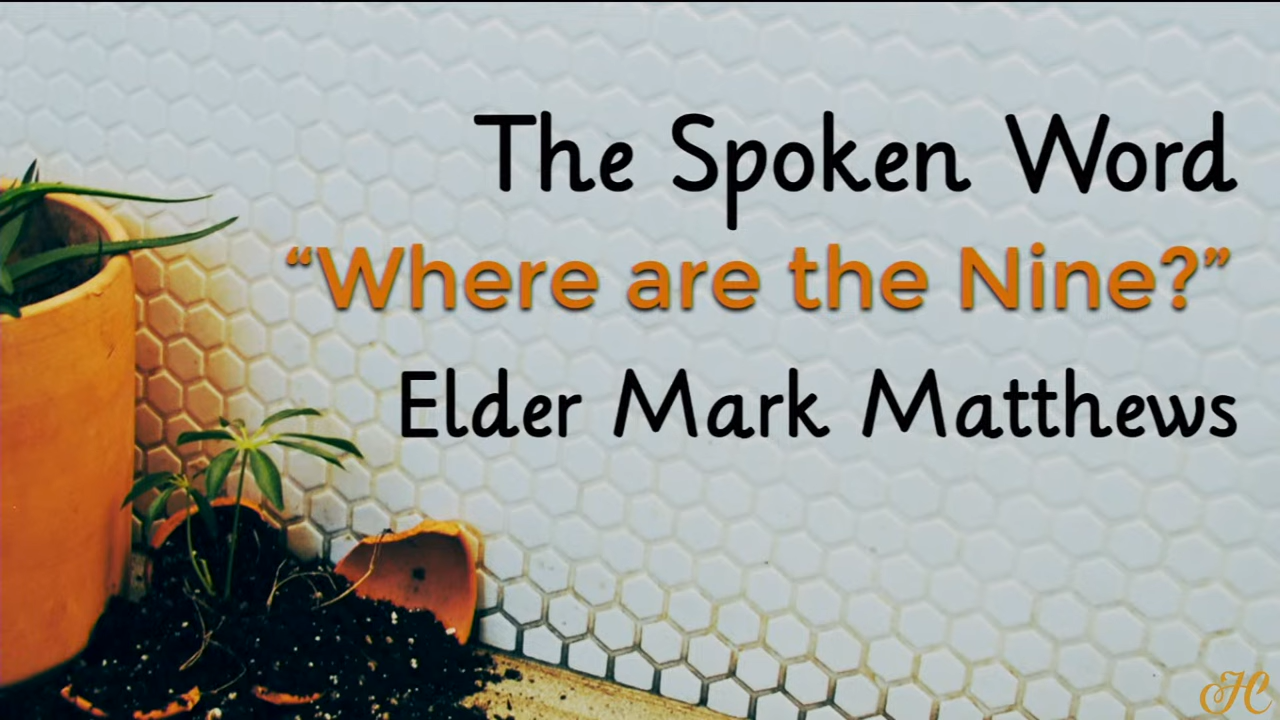 The Spoken Word
“Where are the Nine?”
Elder Mark Matthews